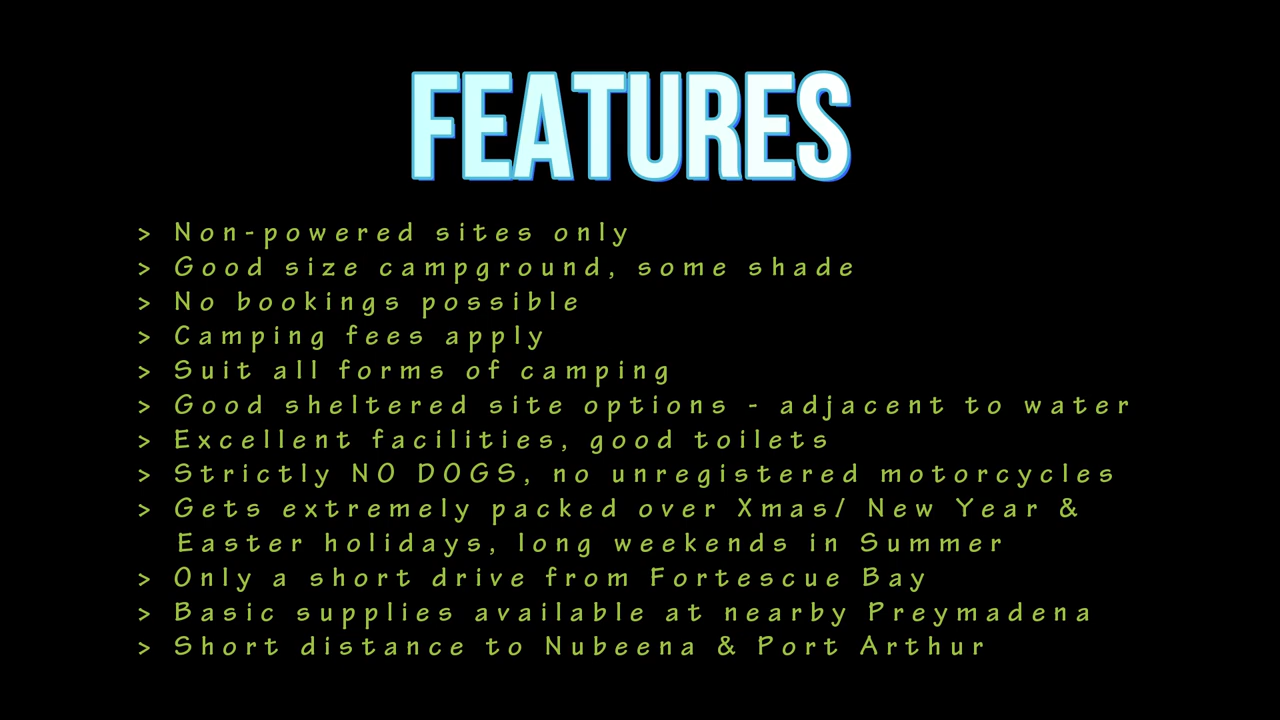 FEATURES
> Non-powered sites only
> Good size campground, some shade
> No bookings possible
> Camping fees apply
> Suit all forms of camping
> Good sheltered site options - adjacent to water
> Excellent facilities, good toilets
> Strictly NO DOGS, no unregistered motorcycles
> Gets extremely packed over Xmas/ New Year &
Easter holidays, long weekends in Summer
> Only a short drive from Fortescue Bay
> Basic supplies available at nearby Preymadena
> Short distance to Nubeena & Port Arthur